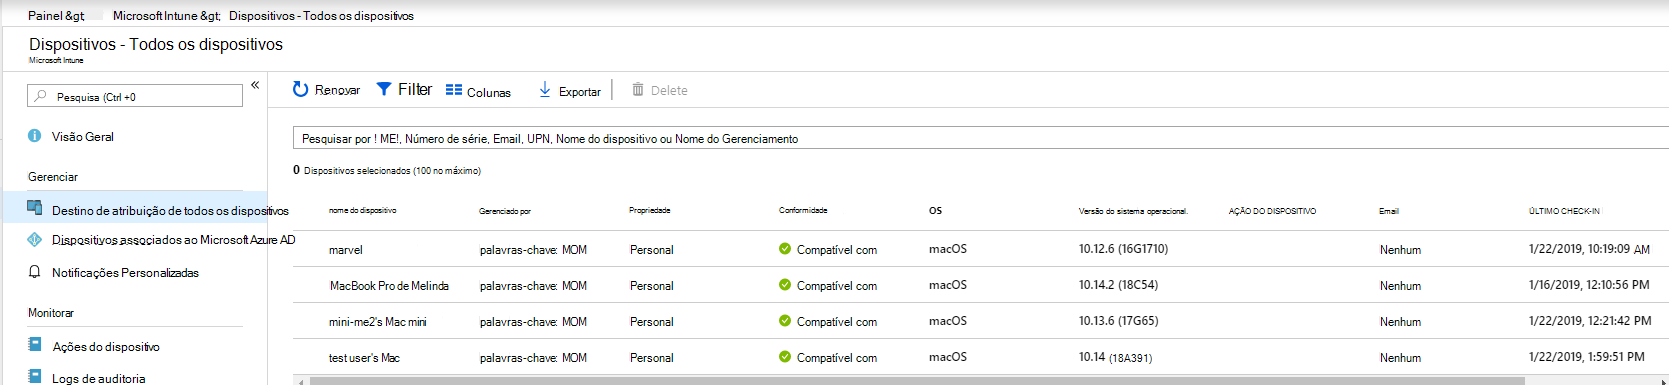 Painel &gt; Microsoft Intune &gt; Dispositivos - Todos os dispositivos
Dispositivos - Todos os dispositivos
Microsoft Intune
Pesquisa (Ctrl +0
«
Renovar Filter Colunas Exportar Delete
Pesquisar por ! ME!, Número de série, Email, UPN, Nome do dispositivo ou Nome do Gerenciamento
Visão Geral
0 Dispositivos selecionados (100 no máximo)
Gerenciar
Destino de atribuição de todos os dispositivos
Dispositivos associados ao Microsoft Azure AD
Notificações Personalizadas
Monitorar
Ações do dispositivo
Logs de auditoria
nome do dispositivo Gerenciado por Propriedade Conformidade OS Versão do sistema operacional. AÇÃO DO DISPOSITIVO Email ÚLTIMO CHECK-IN
marvel palavras-chave: MOM Personal Compatível com macOS 10.12.6 (16G1710) Nenhum 1/22/2019, 10:19:09 AM
MacBook Pro de Melinda palavras-chave: MOM Personal Compatível com macOS 10.14.2 (18C54) Nenhum 1/16/2019, 12:10:56 PM
mini-me2's Mac mini palavras-chave: MOM Personal Compatível com macOS 10.13.6 (17G65) Nenhum 1/22/2019, 12:21:42 PM
test user's Mac palavras-chave: MOM Personal Compatível com macOS 10.14 (18A391) Nenhum 1/22/2019, 1:59:51 PM